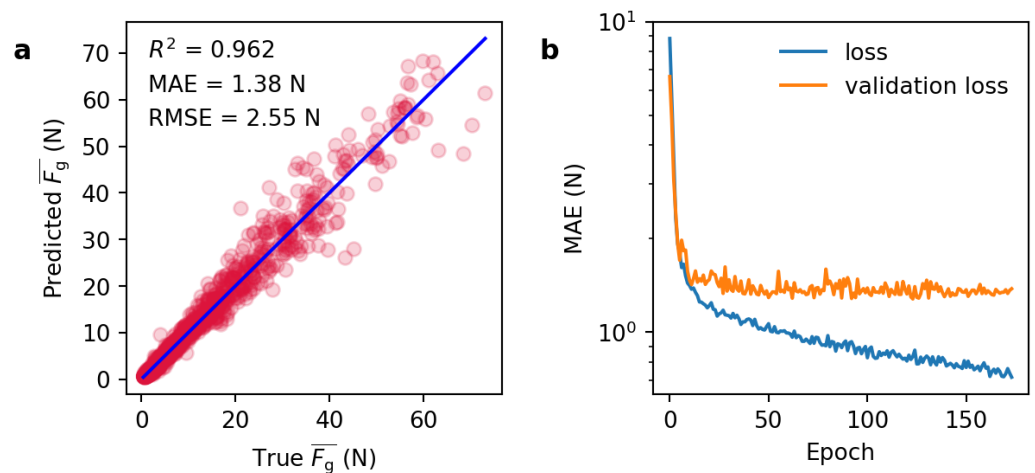 a
R² = 0.962
MAE = 1.38 N
RMSE = 2.55 N
Predicted F̅g (N)
70
60
50
40
30
20
10
0
0 20 40 60
True F̅g (N)
b
loss
validation loss
MAE (N)
10¹
10⁰
0 50 100 150
Epoch